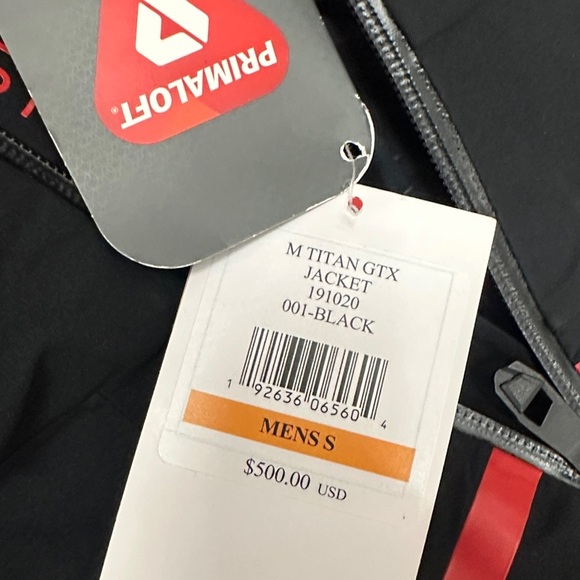 PRIMALOFT®
M TITAN GTX
JACKET
191020
001-BLACK
1 92636 06560 4
MENS S
$500.00 USD